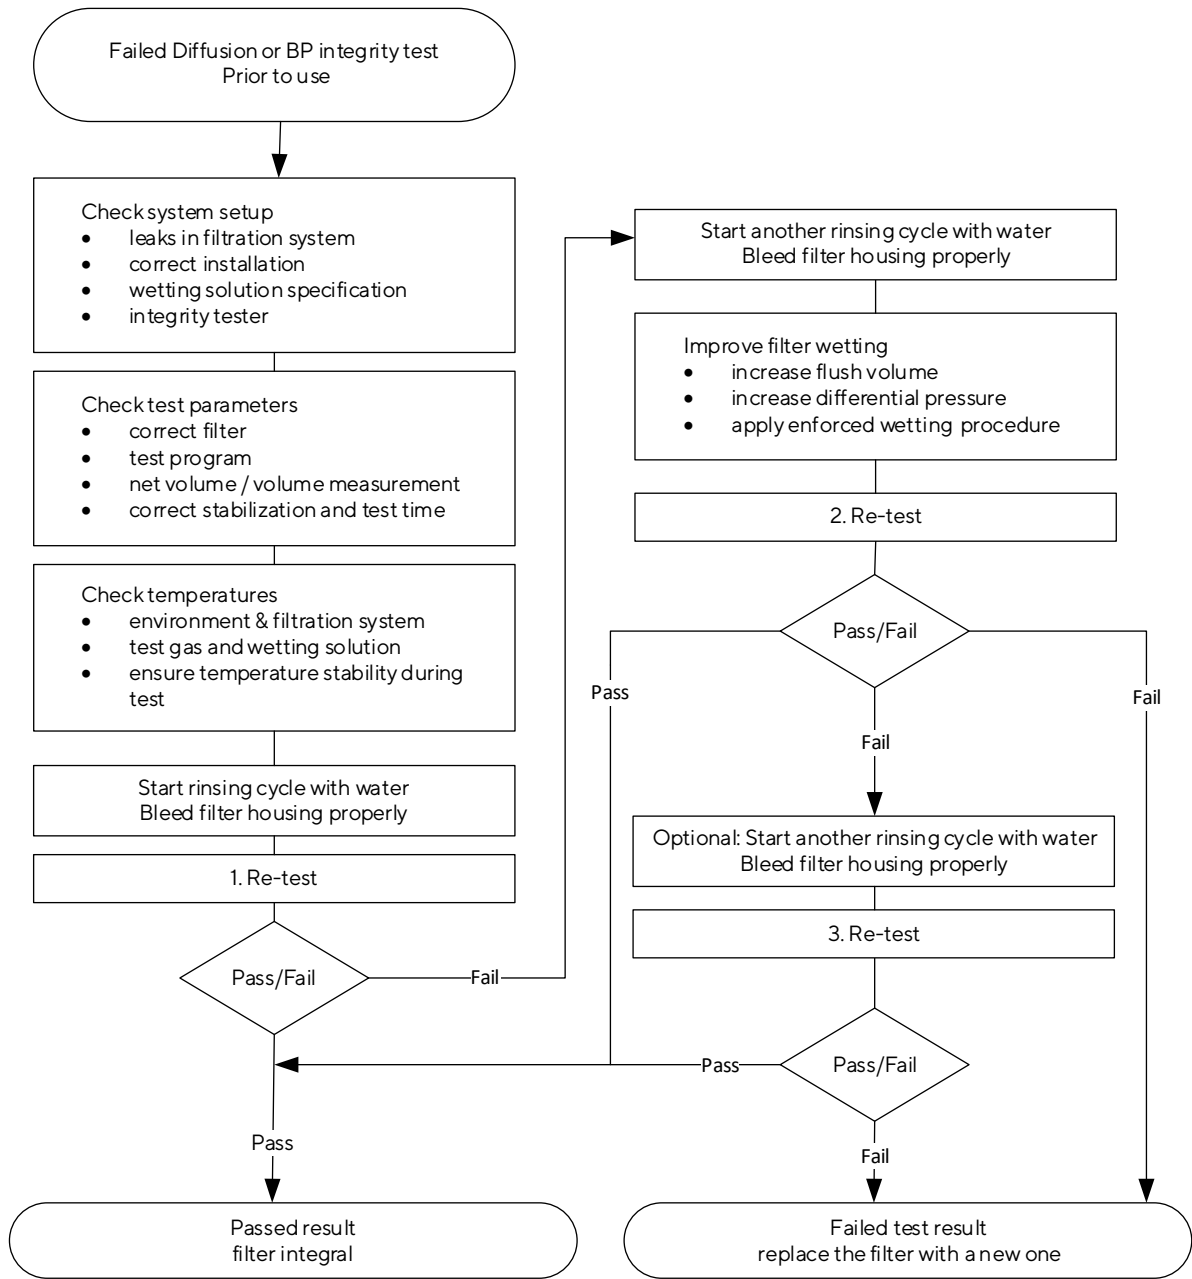 Failed Diffusion or BP integrity test
Prior to use
Check system setup
• leaks in filtration system
• correct installation
• wetting solution specification
• integrity tester
Check test parameters
• correct filter
• test program
• net volume / volume measurement
• correct stabilization and test time
Check temperatures
• environment & filtration system
• test gas and wetting solution
• ensure temperature stability during
test
Start rinsing cycle with water
Bleed filter housing properly
1. Re-test
Pass/Fail
Fail
Pass
Passed result
filter integral
Start another rinsing cycle with water
Bleed filter housing properly
Improve filter wetting
• increase flush volume
• increase differential pressure
• apply enforced wetting procedure
2. Re-test
Pass/Fail
Pass
Fail
Fail
Optional: Start another rinsing cycle with water
Bleed filter housing properly
3. Re-test
Pass/Fail
Pass
Fail
Failed test result
replace the filter with a new one